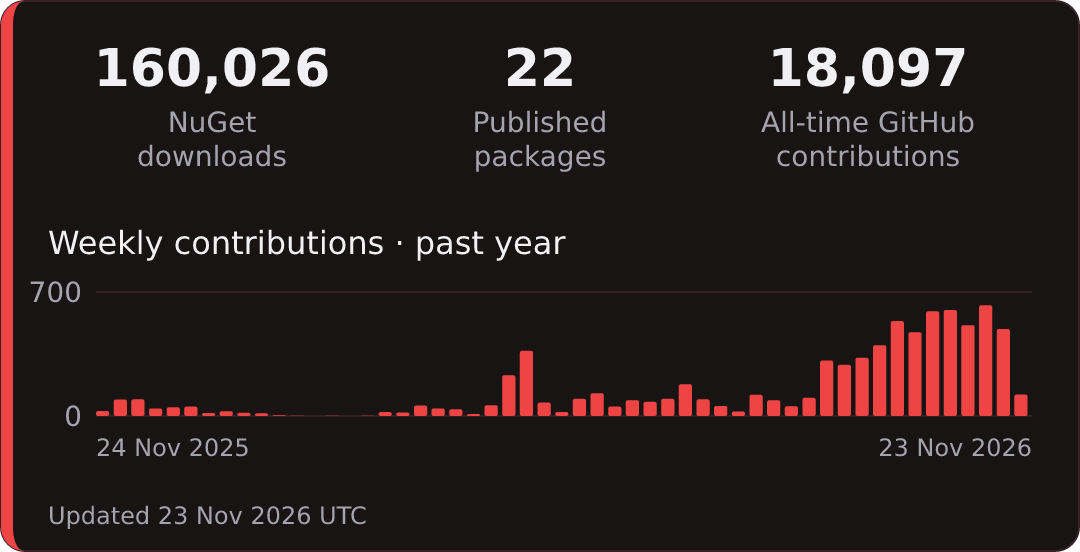 160,026
22
18,097
NuGet
downloads
Published
packages
All-time GitHub
contributions
Weekly contributions · past year
700
0
24 Nov 2025
23 Nov 2026
Updated 23 Nov 2026 UTC